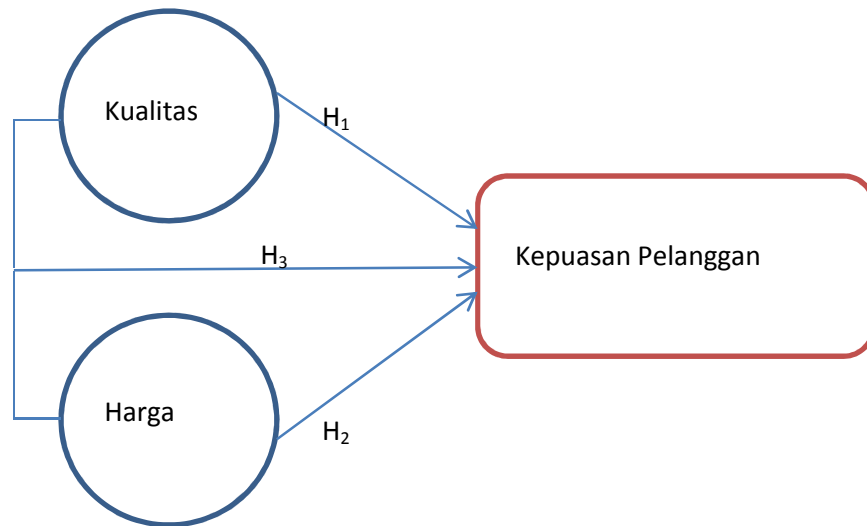 Kualitas
H₁
H₃
Kepuasan Pelanggan
Harga
H₂